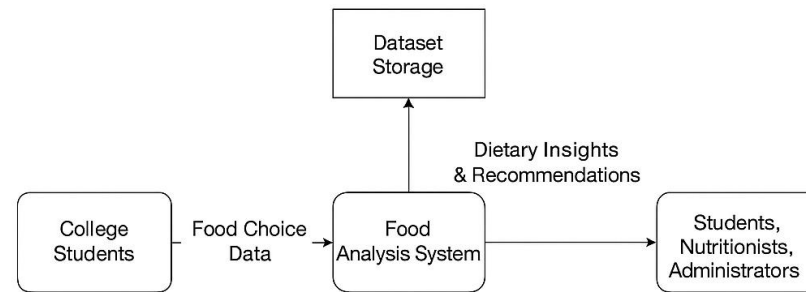 Dataset
Storage
Dietary Insights
& Recommendations
College
Students
Food Choice
Data
Food
Analysis System
Students,
Nutritionists,
Administrators